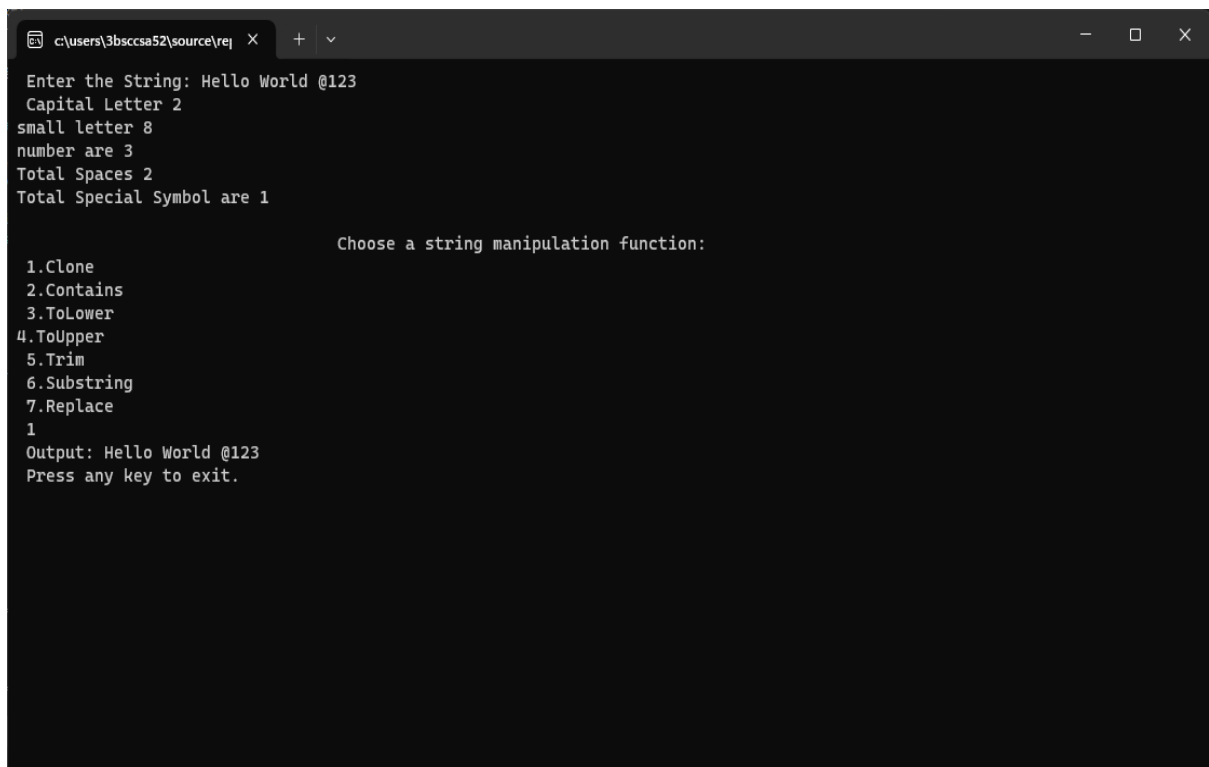 c:\users\3bsccsa52\source\rep
Enter the String: Hello World @123
Capital Letter 2
small letter 8
number are 3
Total Spaces 2
Total Special Symbol are 1
Choose a string manipulation function:
1.Clone
2.Contains
3.ToLower
4.ToUpper
5.Trim
6.Substring
7.Replace
1
Output: Hello World @123
Press any key to exit.